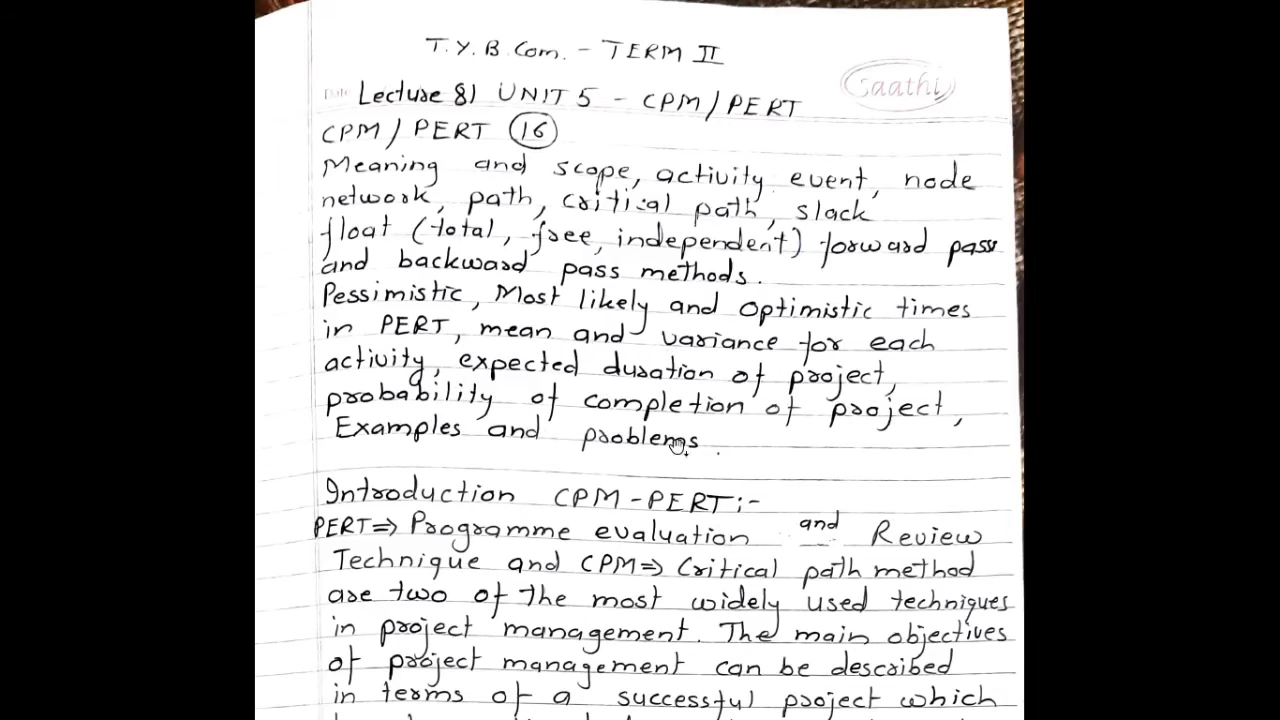 T.Y.B.Com. - TERM II
Saathi
Date
Lecture 8) UNIT 5 - CPM/PERT
CPM/PERT 16
Meaning and scope, activity event, node
network, path, critical path, slack
float (total, free, independent) forward pass
and backward pass methods.
Pessimistic, Most likely and optimistic times
in PERT, mean and variance for each
activity, expected duration of project,
probability of completion of project,
Examples and problems.
Introduction CPM-PERT:-
PERT⇒ Programme evaluation and Review
Technique and CPM⇒ Critical path method
are two of the most widely used techniques
in project management. The main objectives
of project management can be described
in terms of a successful project which